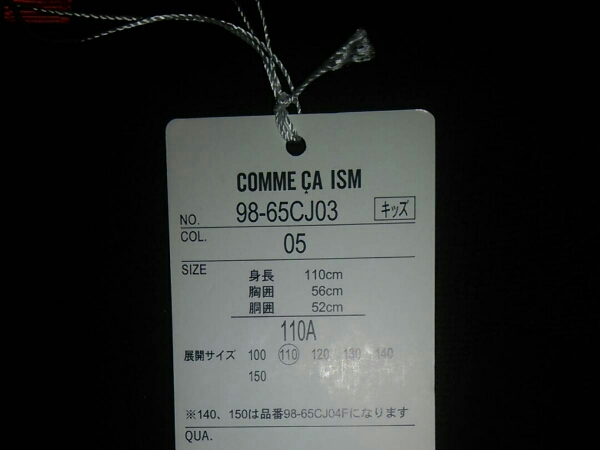 COMME ÇA ISM
NO. 98-65CJ03 キッズ
COL. 05
SIZE 身長 110cm
胸囲 56cm
胴囲 52cm
110A
展開サイズ 100 110 120 130 140
150
※140、150は品番98-65CJ04Fになります
QUA.